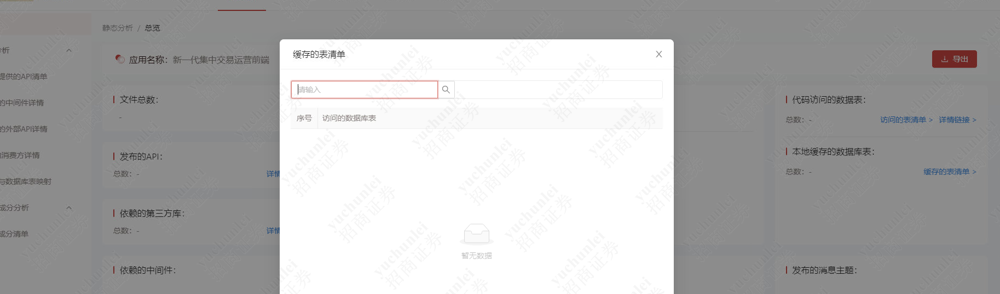 静态分析 / 总览
分析
提供的API清单
的中间件详情
的外部API详情
的消费方详情
与数据库表映射
成分分析
成分清单
应用名称：新一代集中交易运营前端
导出
文件总数：
-
发布的API：
总数：-
详情
依赖的第三方库：
总数：-
详情
依赖的中间件：
缓存的表清单
请输入
序号 访问的数据库表
暂无数据
代码访问的数据表：
总数：- 访问的表清单 > 详情链接 >
本地缓存的数据库表：
总数：- 缓存的表清单 >
发布的消息主题：
yuchunlei
招商证券